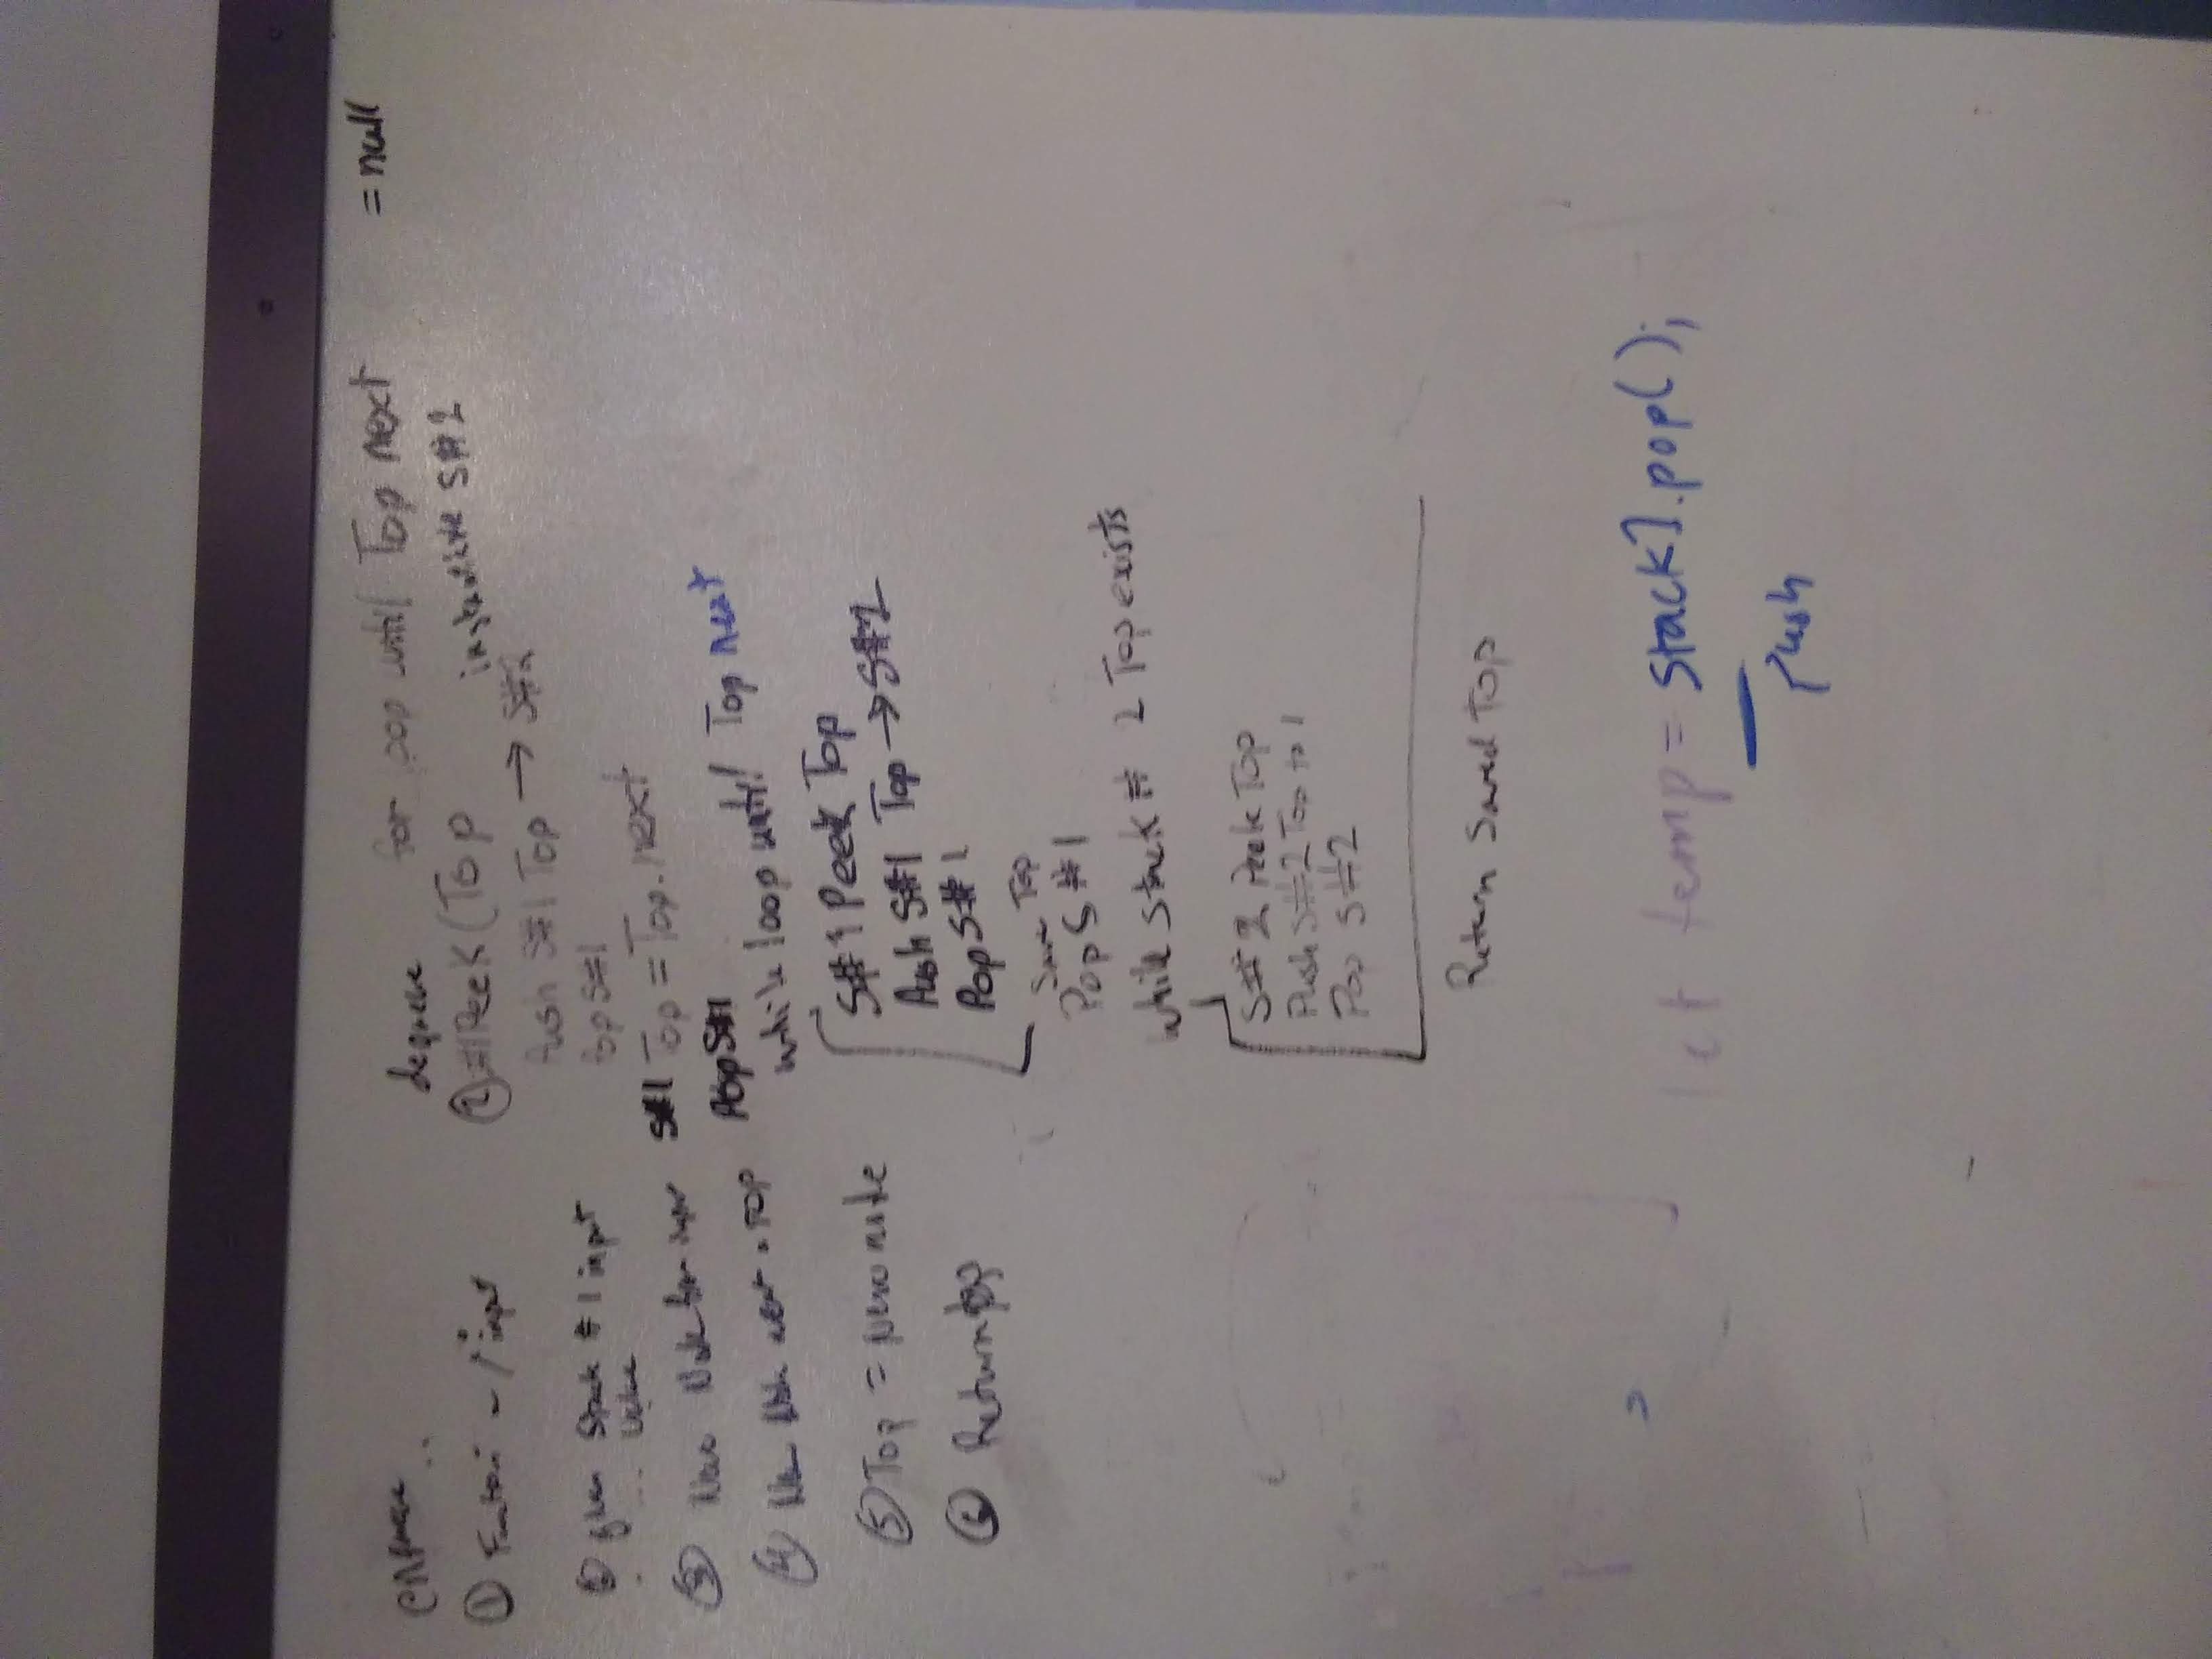 enqueue
① Function - / input
② given Stack # 1 input
value
③ New Node from input
④ New Node next = TOP
⑤ Top = New node
⑥ Return top
dequeue for pop until Top next = null
① #1 Peek (Top instantiate S#2
Push S#1 Top → S#2
Pop S#1
S#1 Top = Top.next
Pop S#1
while loop until Top next
S#1 Peek Top
Push S#1 Top → S#2
Pop S#1
Save Top
Pop S#1
while stack # 2 Top exists
S#2 Peek Top
Push S#2 Top to 1
Pop S#2
Return Saved Top
let temp = stack1.pop();
push